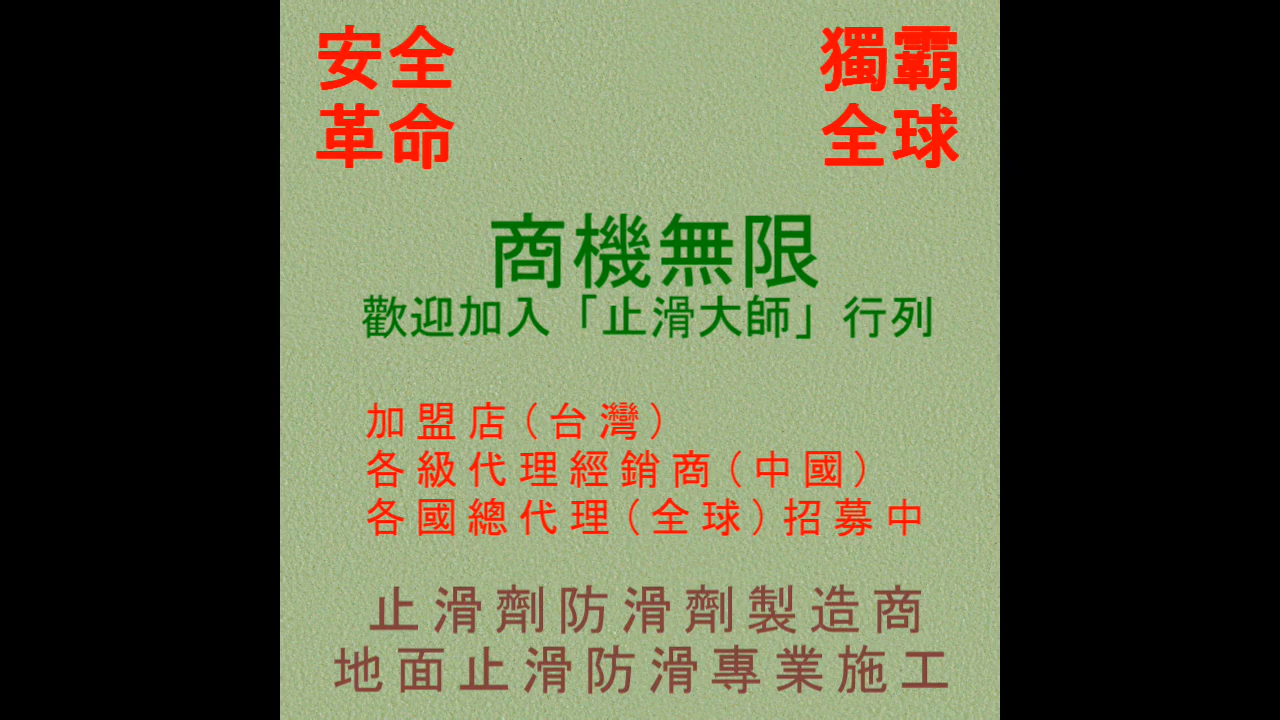 安全
革命
獨霸
全球
商機無限
歡迎加入「止滑大師」行列
加盟店(台灣)
各級代理經銷商(中國)
各國總代理(全球)招募中
止滑劑防滑劑製造商
地面止滑防滑專業施工